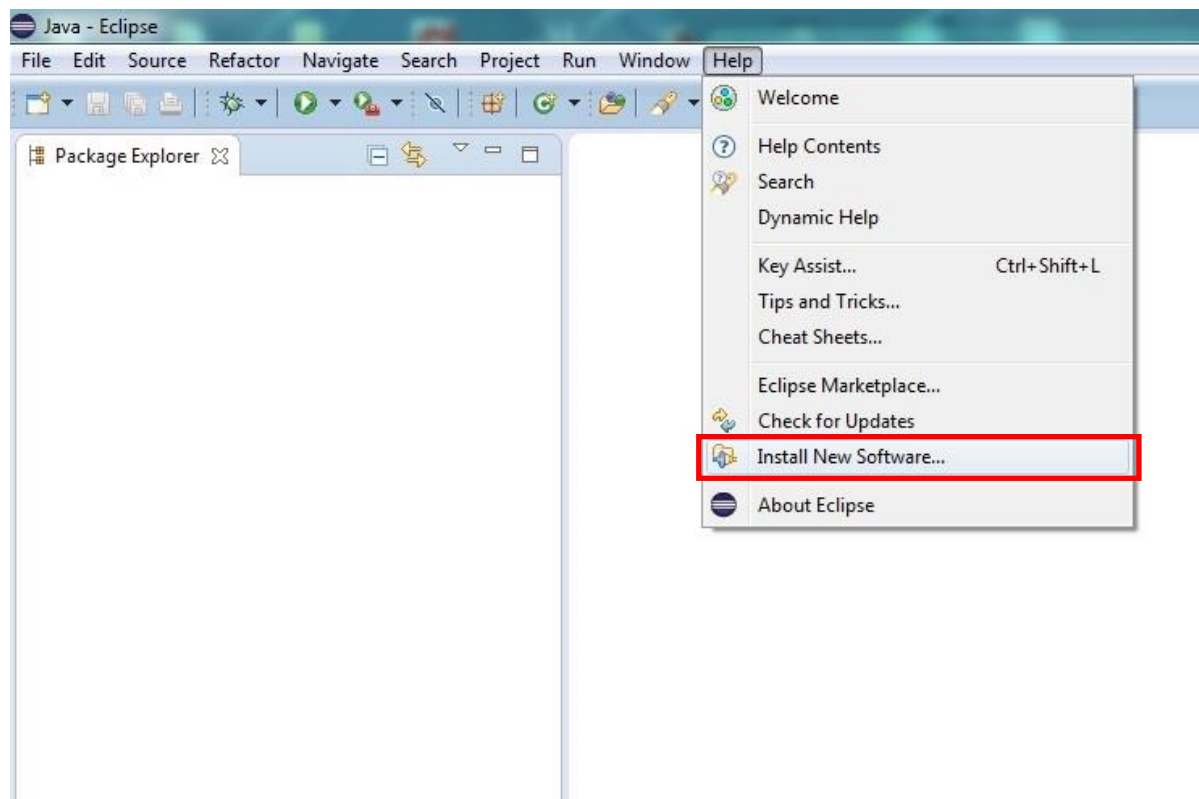 Java - Eclipse
File Edit Source Refactor Navigate Search Project Run Window Help
Package Explorer
Welcome
Help Contents
Search
Dynamic Help
Key Assist... Ctrl+Shift+L
Tips and Tricks...
Cheat Sheets...
Eclipse Marketplace...
Check for Updates
Install New Software...
About Eclipse